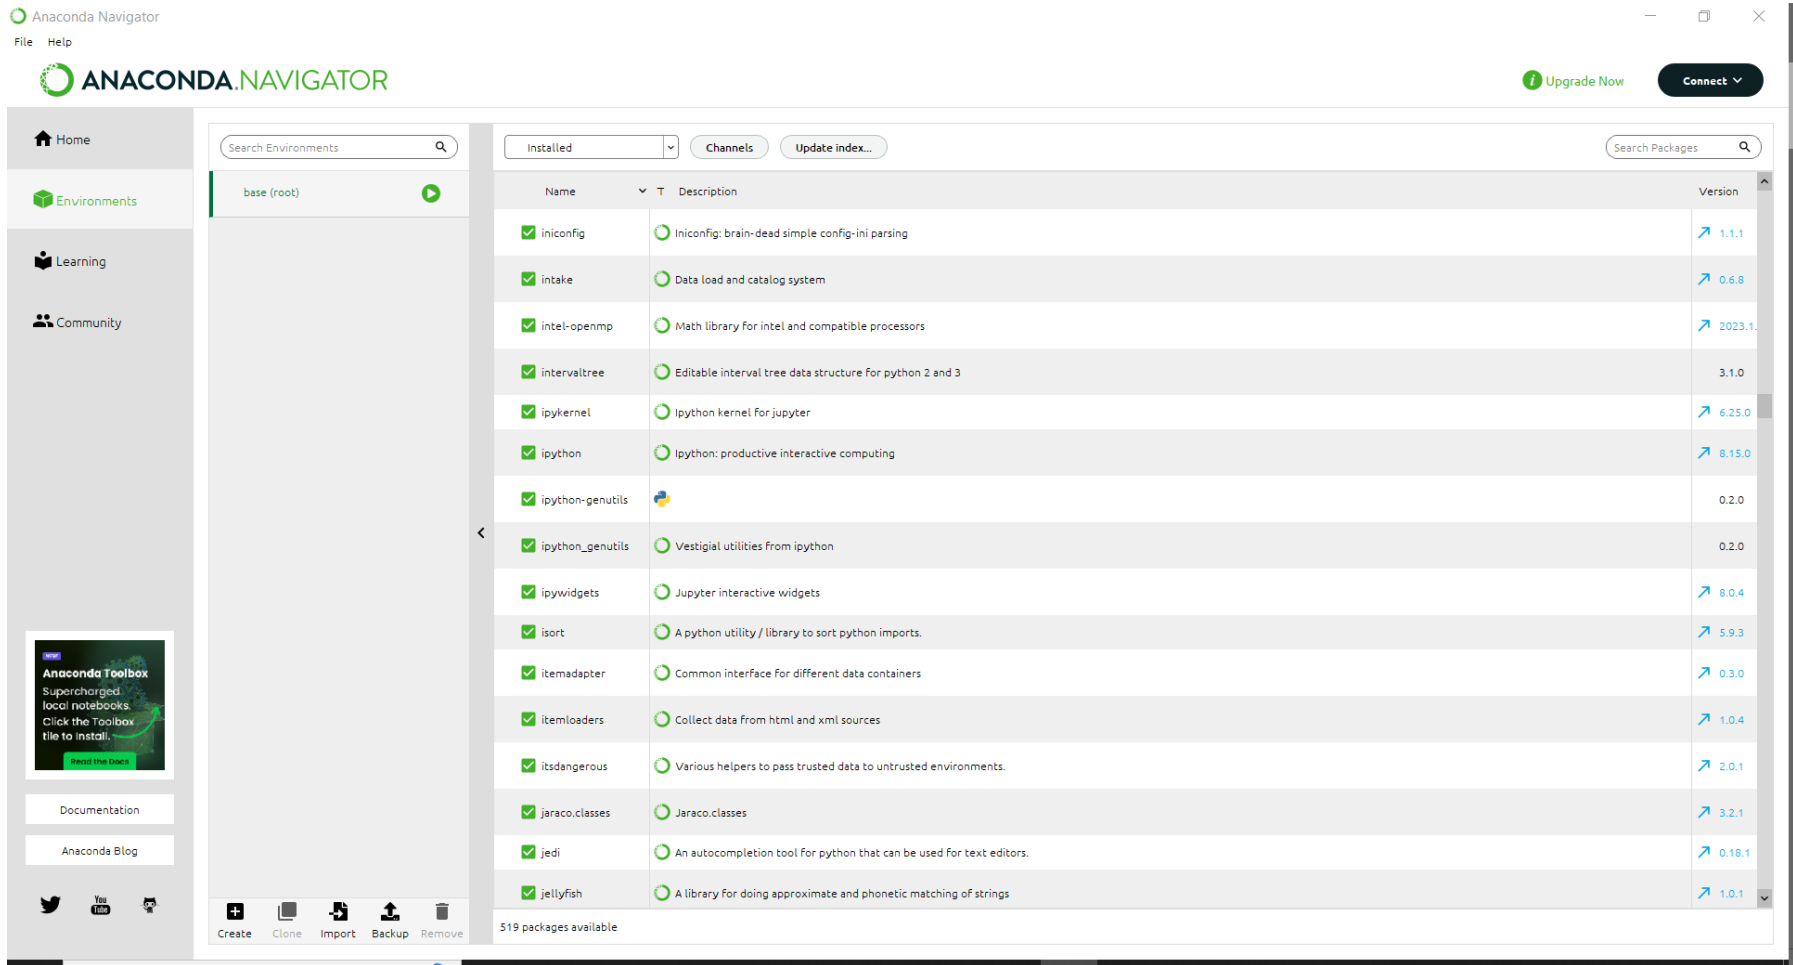 Anaconda Navigator
File Help
ANACONDA.NAVIGATOR
i Upgrade Now
Connect
Home
Environments
Learning
Community
NEW
Anaconda Toolbox
Supercharged
local notebooks.
Click the Toolbox
tile to install.
Read the Docs
Documentation
Anaconda Blog
You
Tube
Search Environments
base (root)
Create Clone Import Backup Remove
Installed Channels Update index... Search Packages
Name T Description Version
iniconfig Iniconfig: brain-dead simple config-ini parsing 1.1.1
intake Data load and catalog system 0.6.8
intel-openmp Math library for intel and compatible processors 2023.1.
intervaltree Editable interval tree data structure for python 2 and 3 3.1.0
ipykernel Ipython kernel for jupyter 6.25.0
ipython Ipython: productive interactive computing 8.15.0
ipython-genutils 0.2.0
ipython_genutils Vestigial utilities from ipython 0.2.0
ipywidgets Jupyter interactive widgets 8.0.4
isort A python utility / library to sort python imports. 5.9.3
itemadapter Common interface for different data containers 0.3.0
itemloaders Collect data from html and xml sources 1.0.4
itsdangerous Various helpers to pass trusted data to untrusted environments. 2.0.1
jaraco.classes Jaraco.classes 3.2.1
jedi An autocompletion tool for python that can be used for text editors. 0.18.1
jellyfish A library for doing approximate and phonetic matching of strings 1.0.1
519 packages available